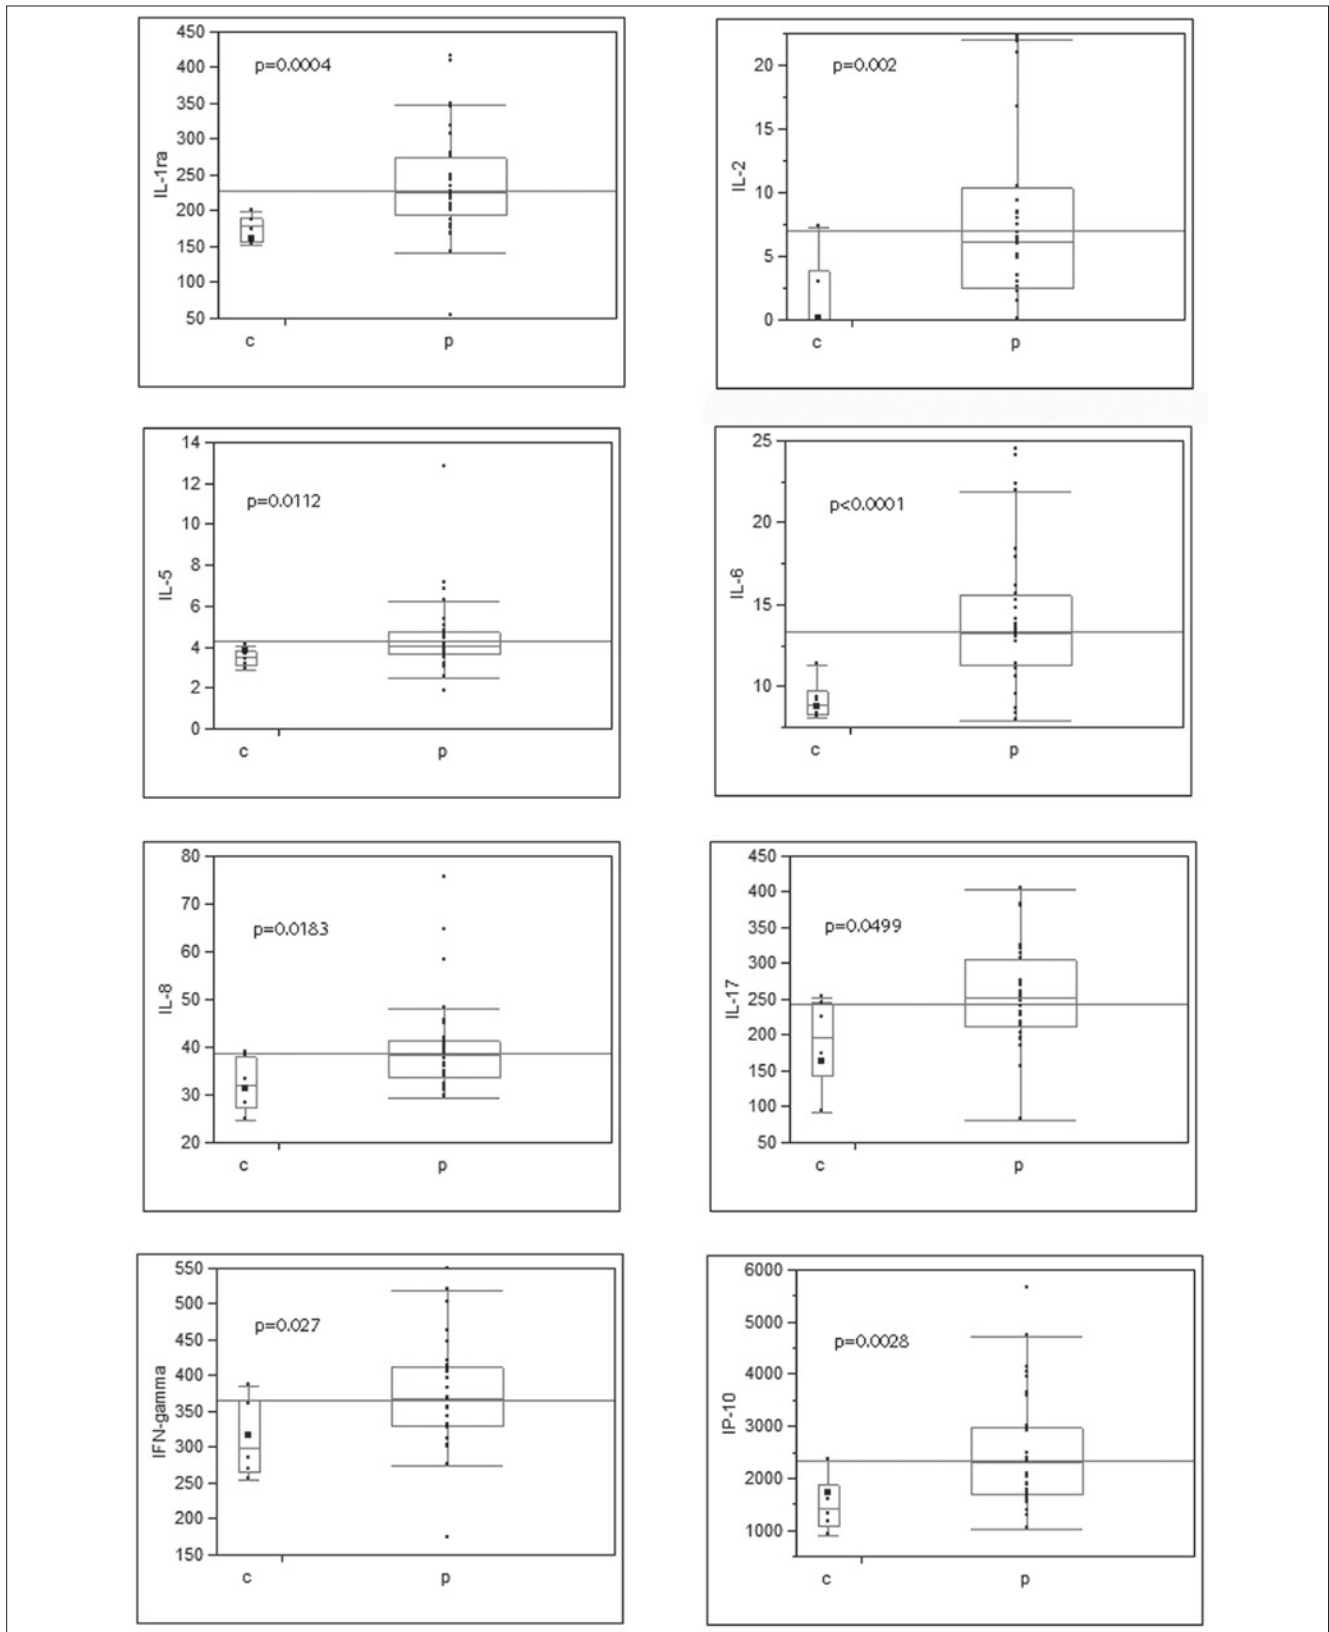 450
400
350
300
250
200
150
100
50
IL-1ra
p=0.0004
c
p
20
15
10
5
0
IL-2
p=0.002
c
p
14
12
10
8
6
4
2
0
IL-5
p=0.0112
c
p
25
20
15
10
IL-6
p<0.0001
c
p
80
70
60
50
40
30
20
IL-8
p=0.0183
c
p
450
400
350
300
250
200
150
100
50
IL-17
p=0.0499
c
p
550
500
450
400
350
300
250
200
150
IFN-gamma
p=0.027
c
p
6000
5000
4000
3000
2000
1000
IP-10
p=0.0028
c
p